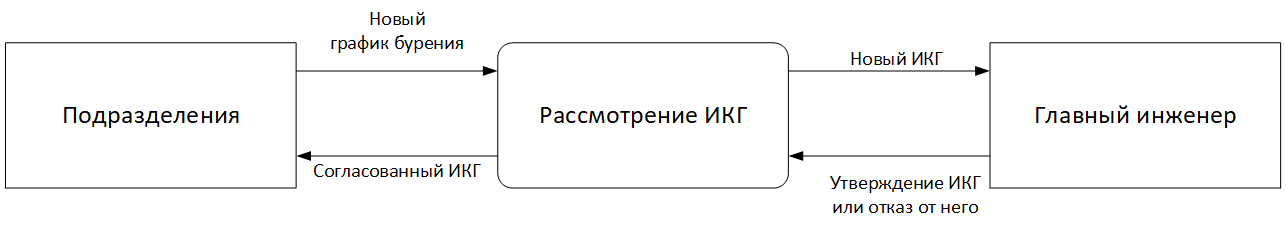 Новый
график бурения
Новый ИКГ
Подразделения
Рассмотрение ИКГ
Главный инженер
Согласованный ИКГ
Утверждение ИКГ
или отказ от него